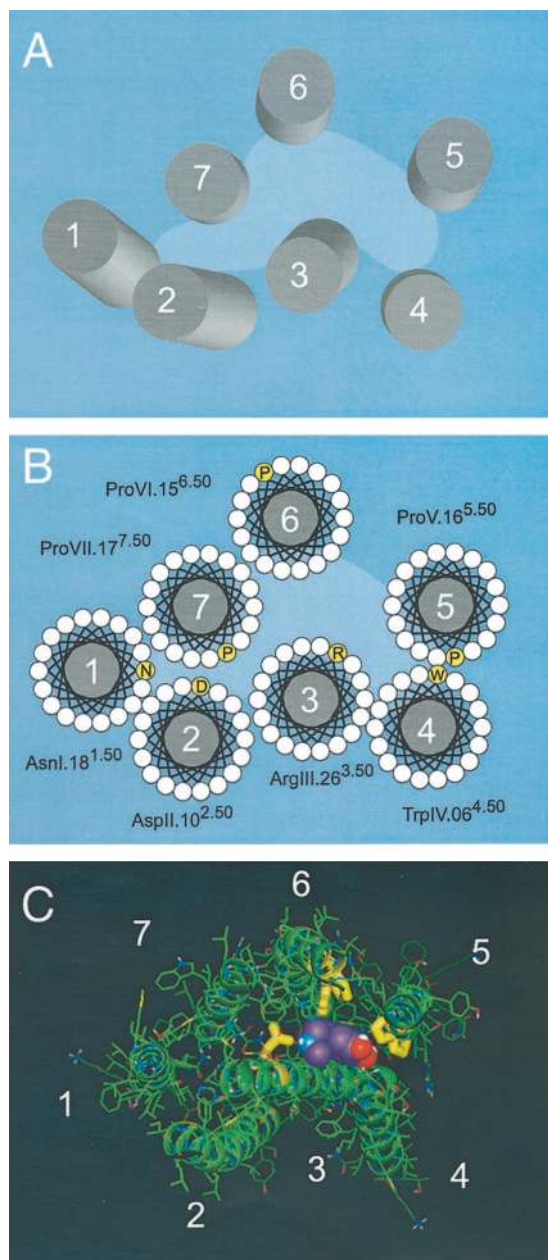 A
6
5
7
1
3
2
4
B
P
ProVI.15^6.50
6
ProV.16^5.50
ProVII.17^7.50
7
5
P
R
P
N
W
1
D
3
2
4
AsnI.18^1.50
ArgIII.26^3.50
AspII.10^2.50
TrpIV.06^4.50
C
6
7
5
1
3
4
2